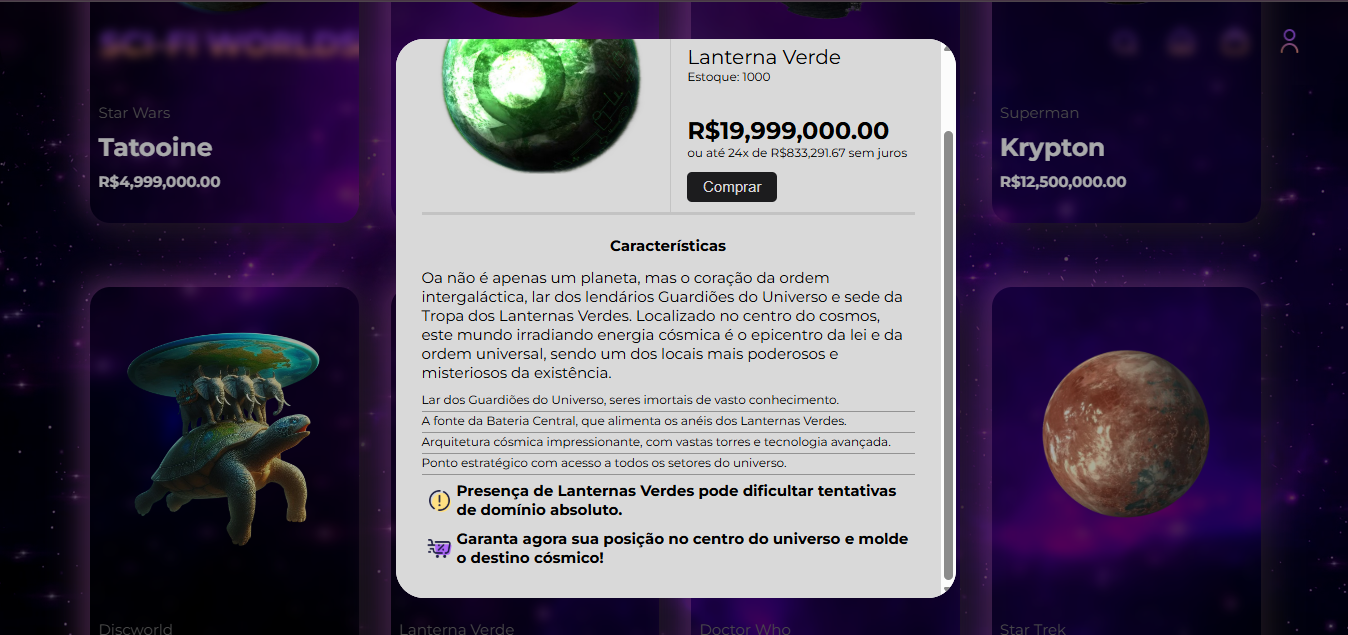 SCI-FI WORLDS
Star Wars
Tatooine
R$4,999,000.00
Lanterna Verde
Estoque: 1000
R$19,999,000.00
ou até 24x de R$833,291.67 sem juros
Comprar
Superman
Krypton
R$12,500,000.00
Características
Oa não é apenas um planeta, mas o coração da ordem
intergaláctica, lar dos lendários Guardiões do Universo e sede da
Tropa dos Lanternas Verdes. Localizado no centro do cosmos,
este mundo irradiando energia cósmica é o epicentro da lei e da
ordem universal, sendo um dos locais mais poderosos e
misteriosos da existência.
Lar dos Guardiões do Universo, seres imortais de vasto conhecimento.
A fonte da Bateria Central, que alimenta os anéis dos Lanternas Verdes.
Arquitetura cósmica impressionante, com vastas torres e tecnologia avançada.
Ponto estratégico com acesso a todos os setores do universo.
Presença de Lanternas Verdes pode dificultar tentativas
de domínio absoluto.
Garanta agora sua posição no centro do universo e molde
o destino cósmico!
Discworld
Lanterna Verde
Doctor Who
Star Trek